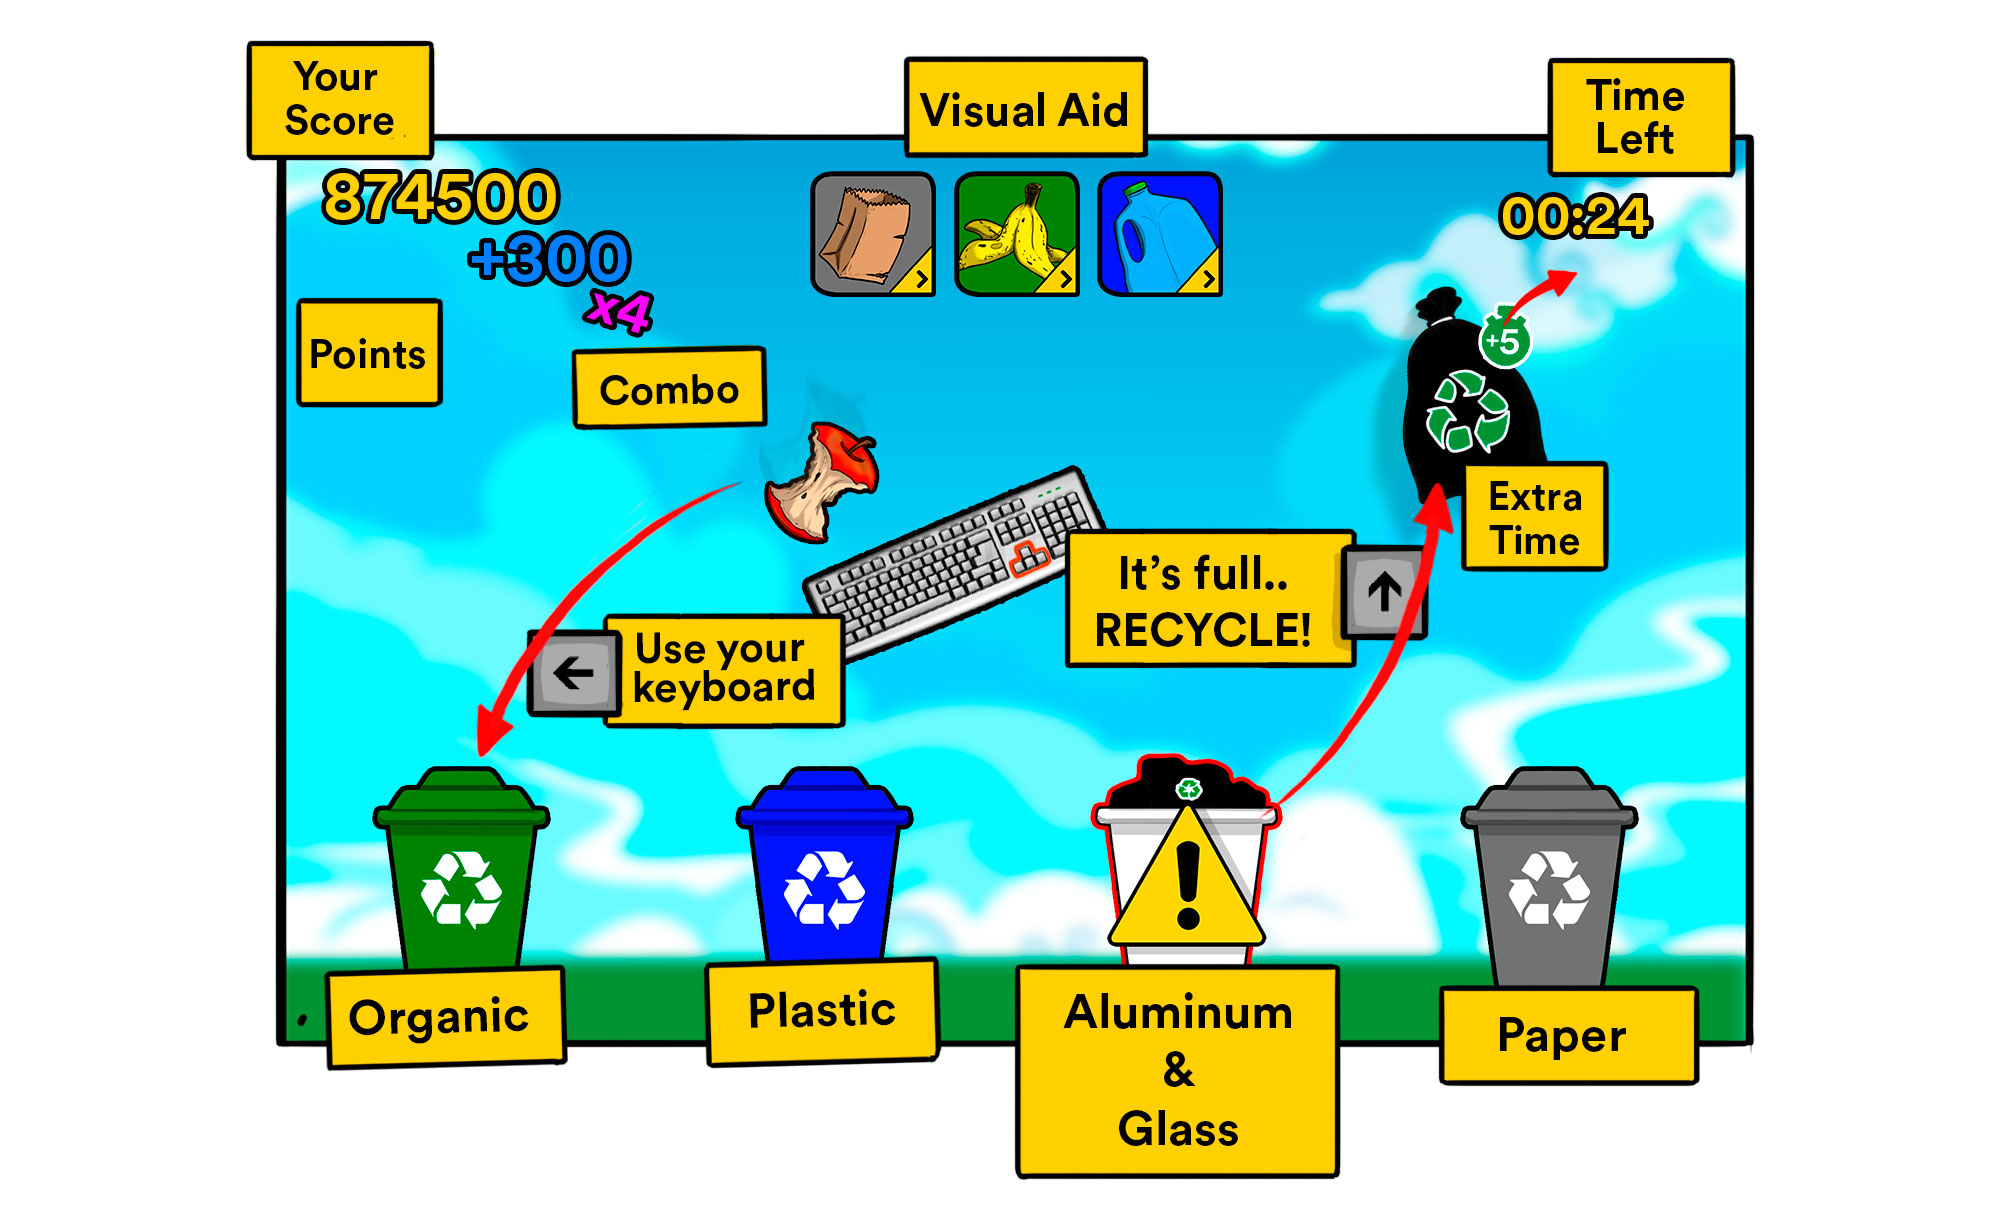 Your
Score
Visual Aid
Time
Left
874500
+300
x4
00:24
Points
Combo
+5
Extra
Time
It's full..
RECYCLE!
Use your
keyboard
Organic
Plastic
Aluminum
&
Glass
Paper